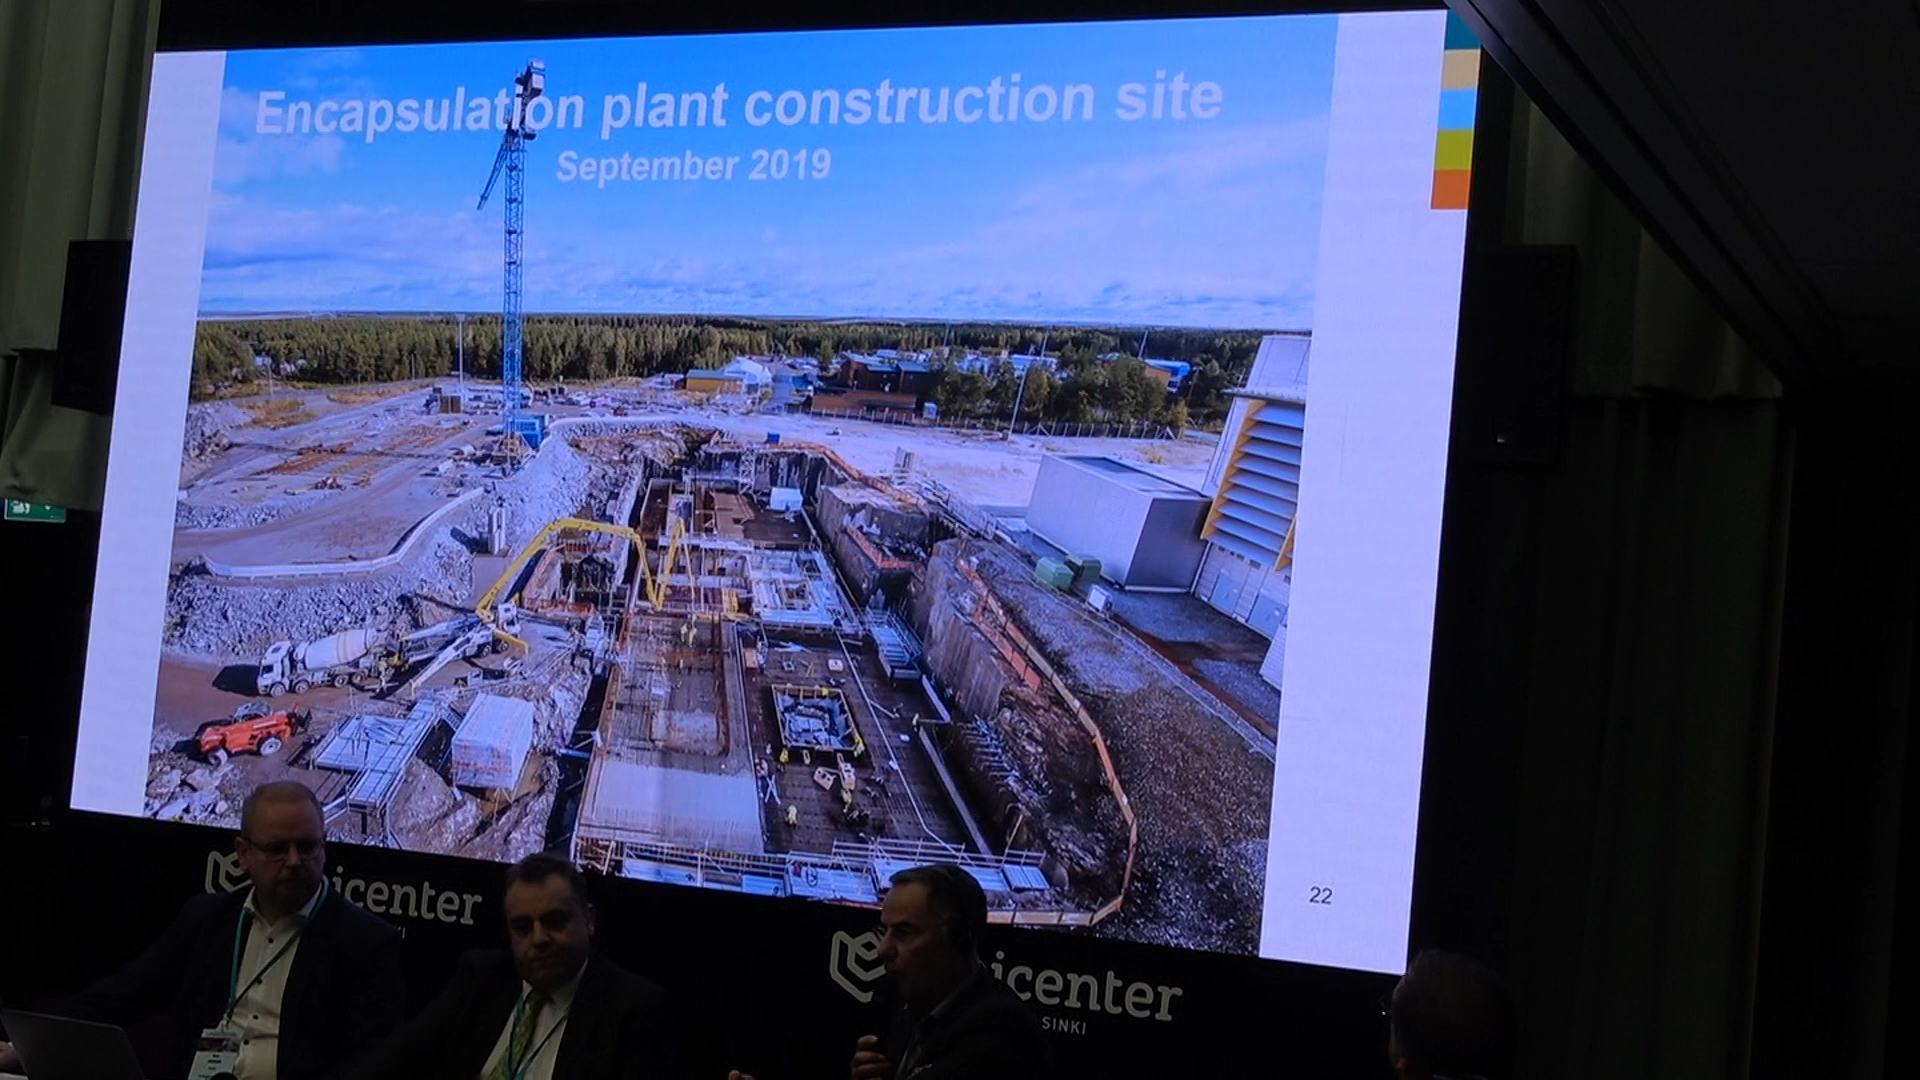 Encapsulation plant construction site
September 2019
22
icenter
icenter
SINKI